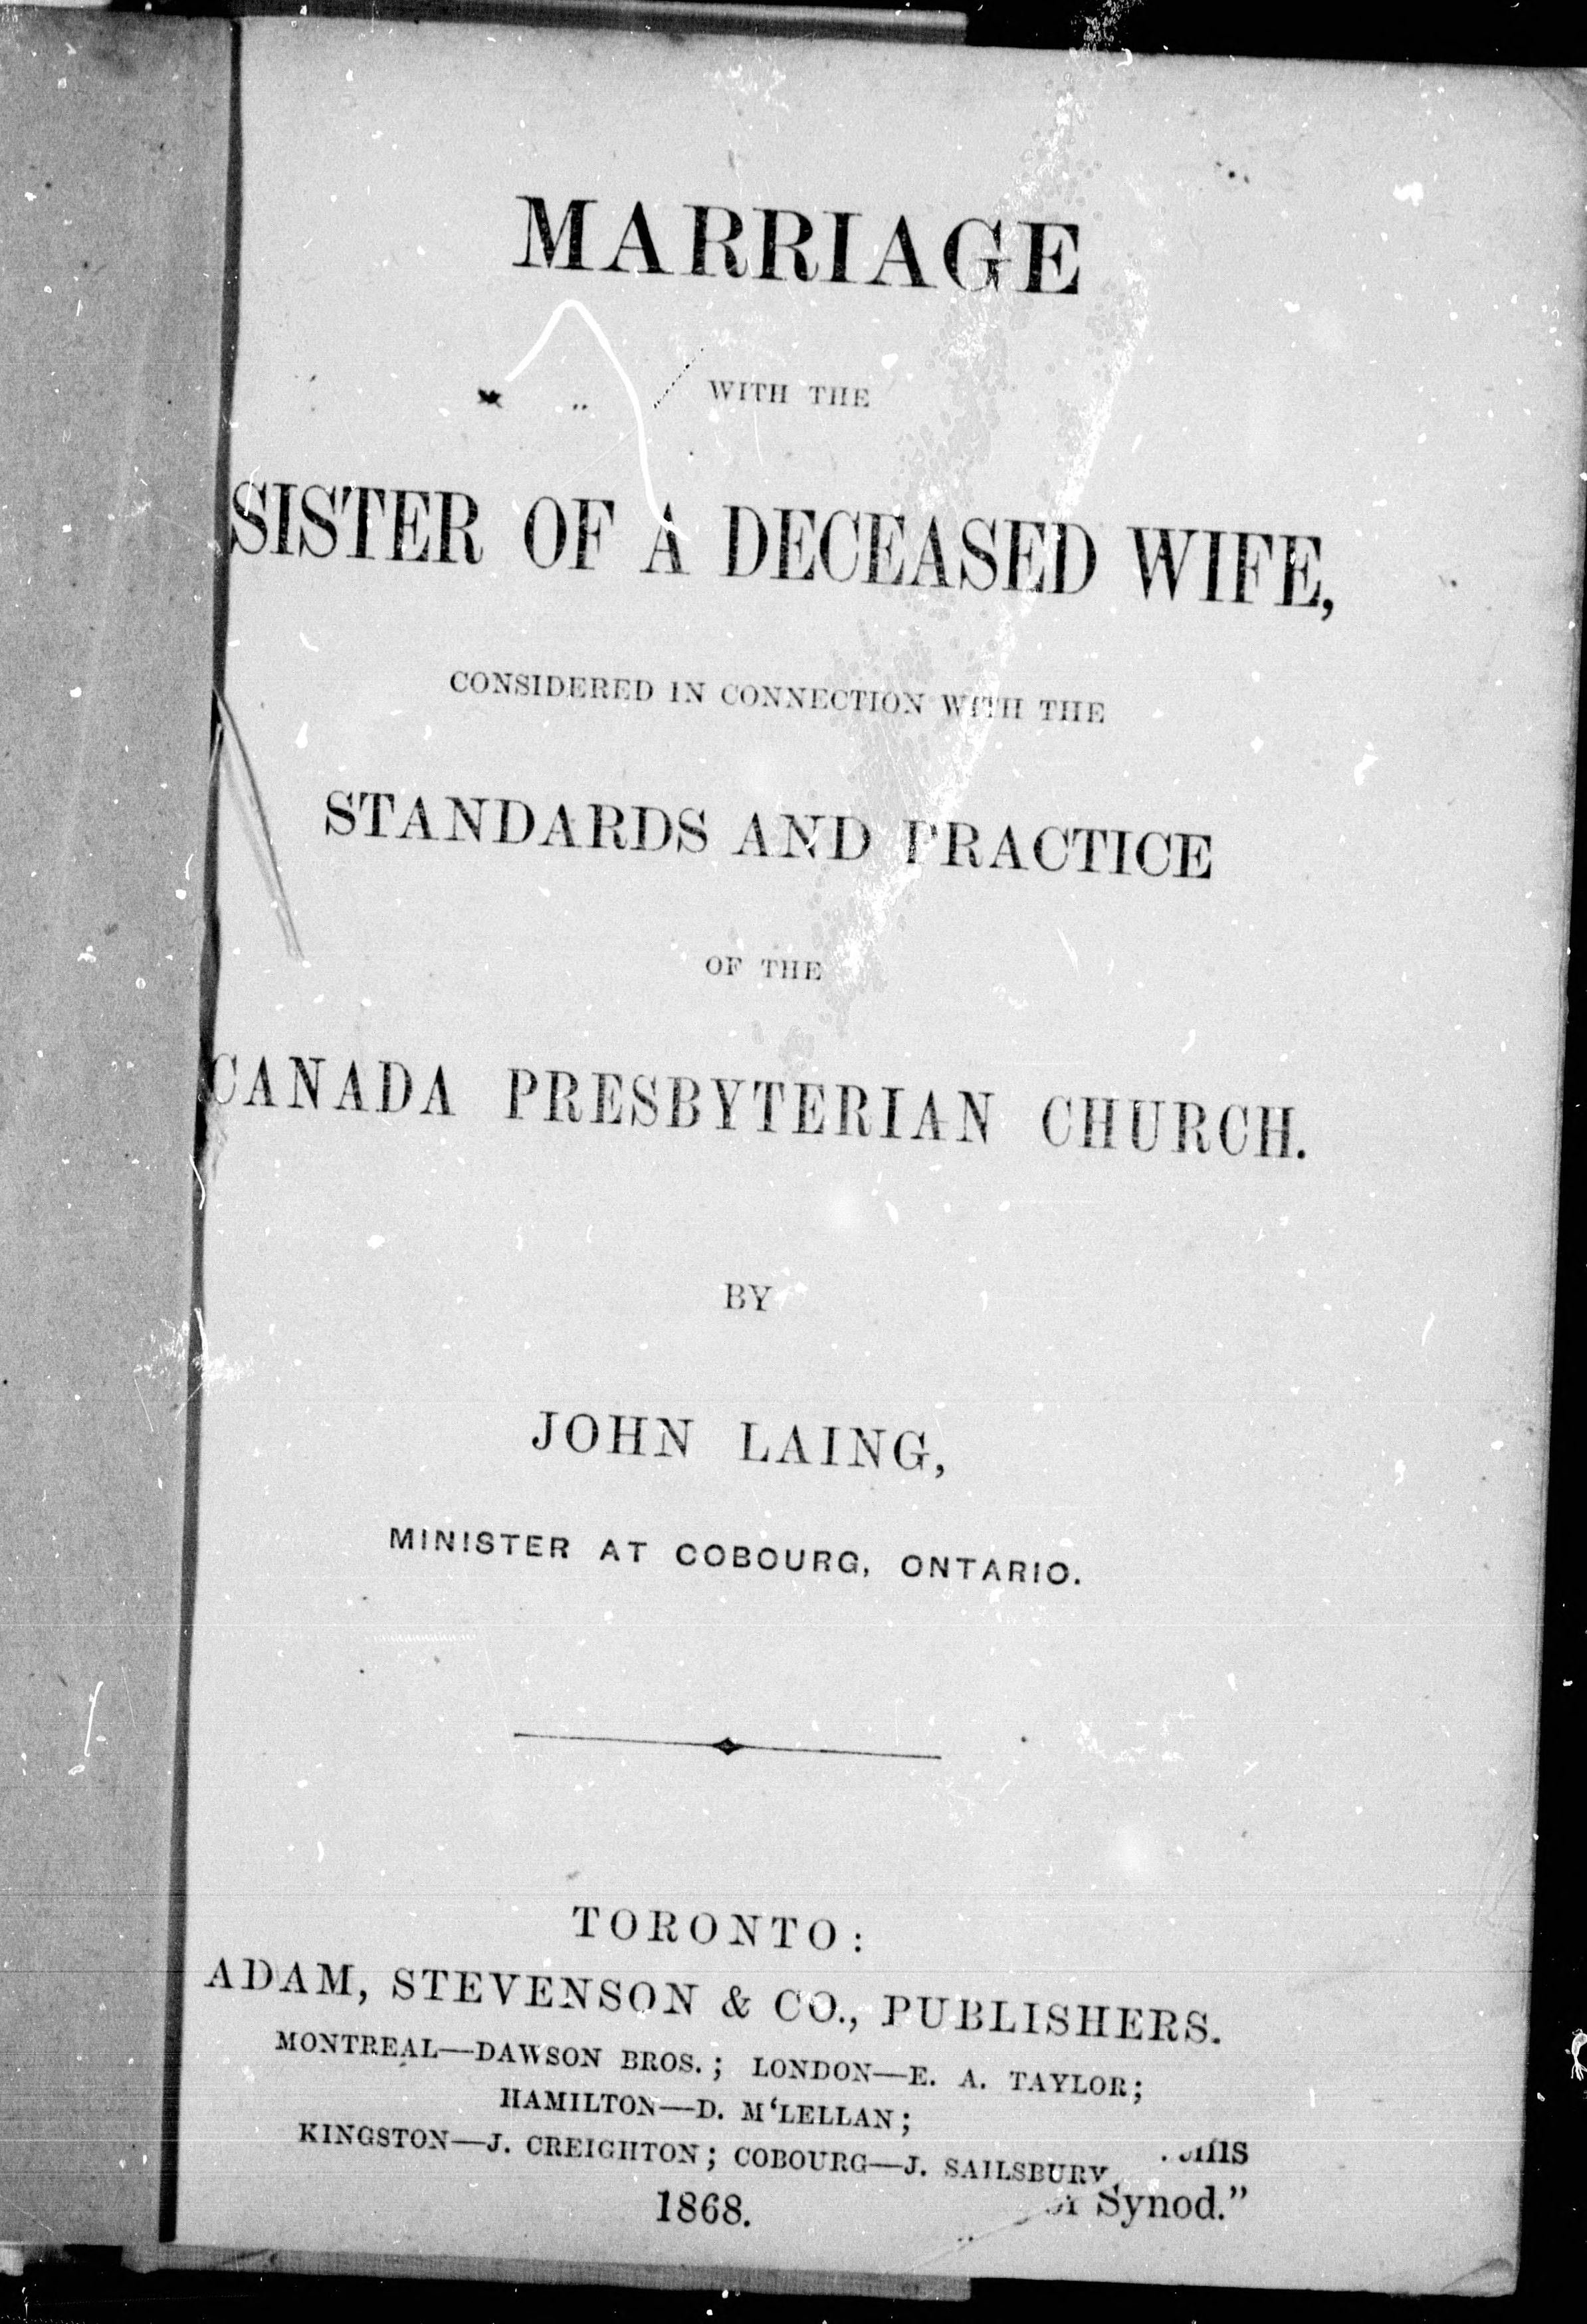 MARRIAGE
WITH THE
SISTER OF A DECEASED WIFE,
CONSIDERED IN CONNECTION WITH THE
STANDARDS AND PRACTICE
OF THE
CANADA PRESBYTERIAN CHURCH.
BY
JOHN LAING,
MINISTER AT COBOURG, ONTARIO.
TORONTO:
ADAM, STEVENSON & CO., PUBLISHERS.
MONTREAL—DAWSON BROS.; LONDON—E. A. TAYLOR;
HAMILTON—D. M‘LELLAN;
KINGSTON—J. CREIGHTON; COBOURG—J. SAILSBURY
1868.
Synod.”